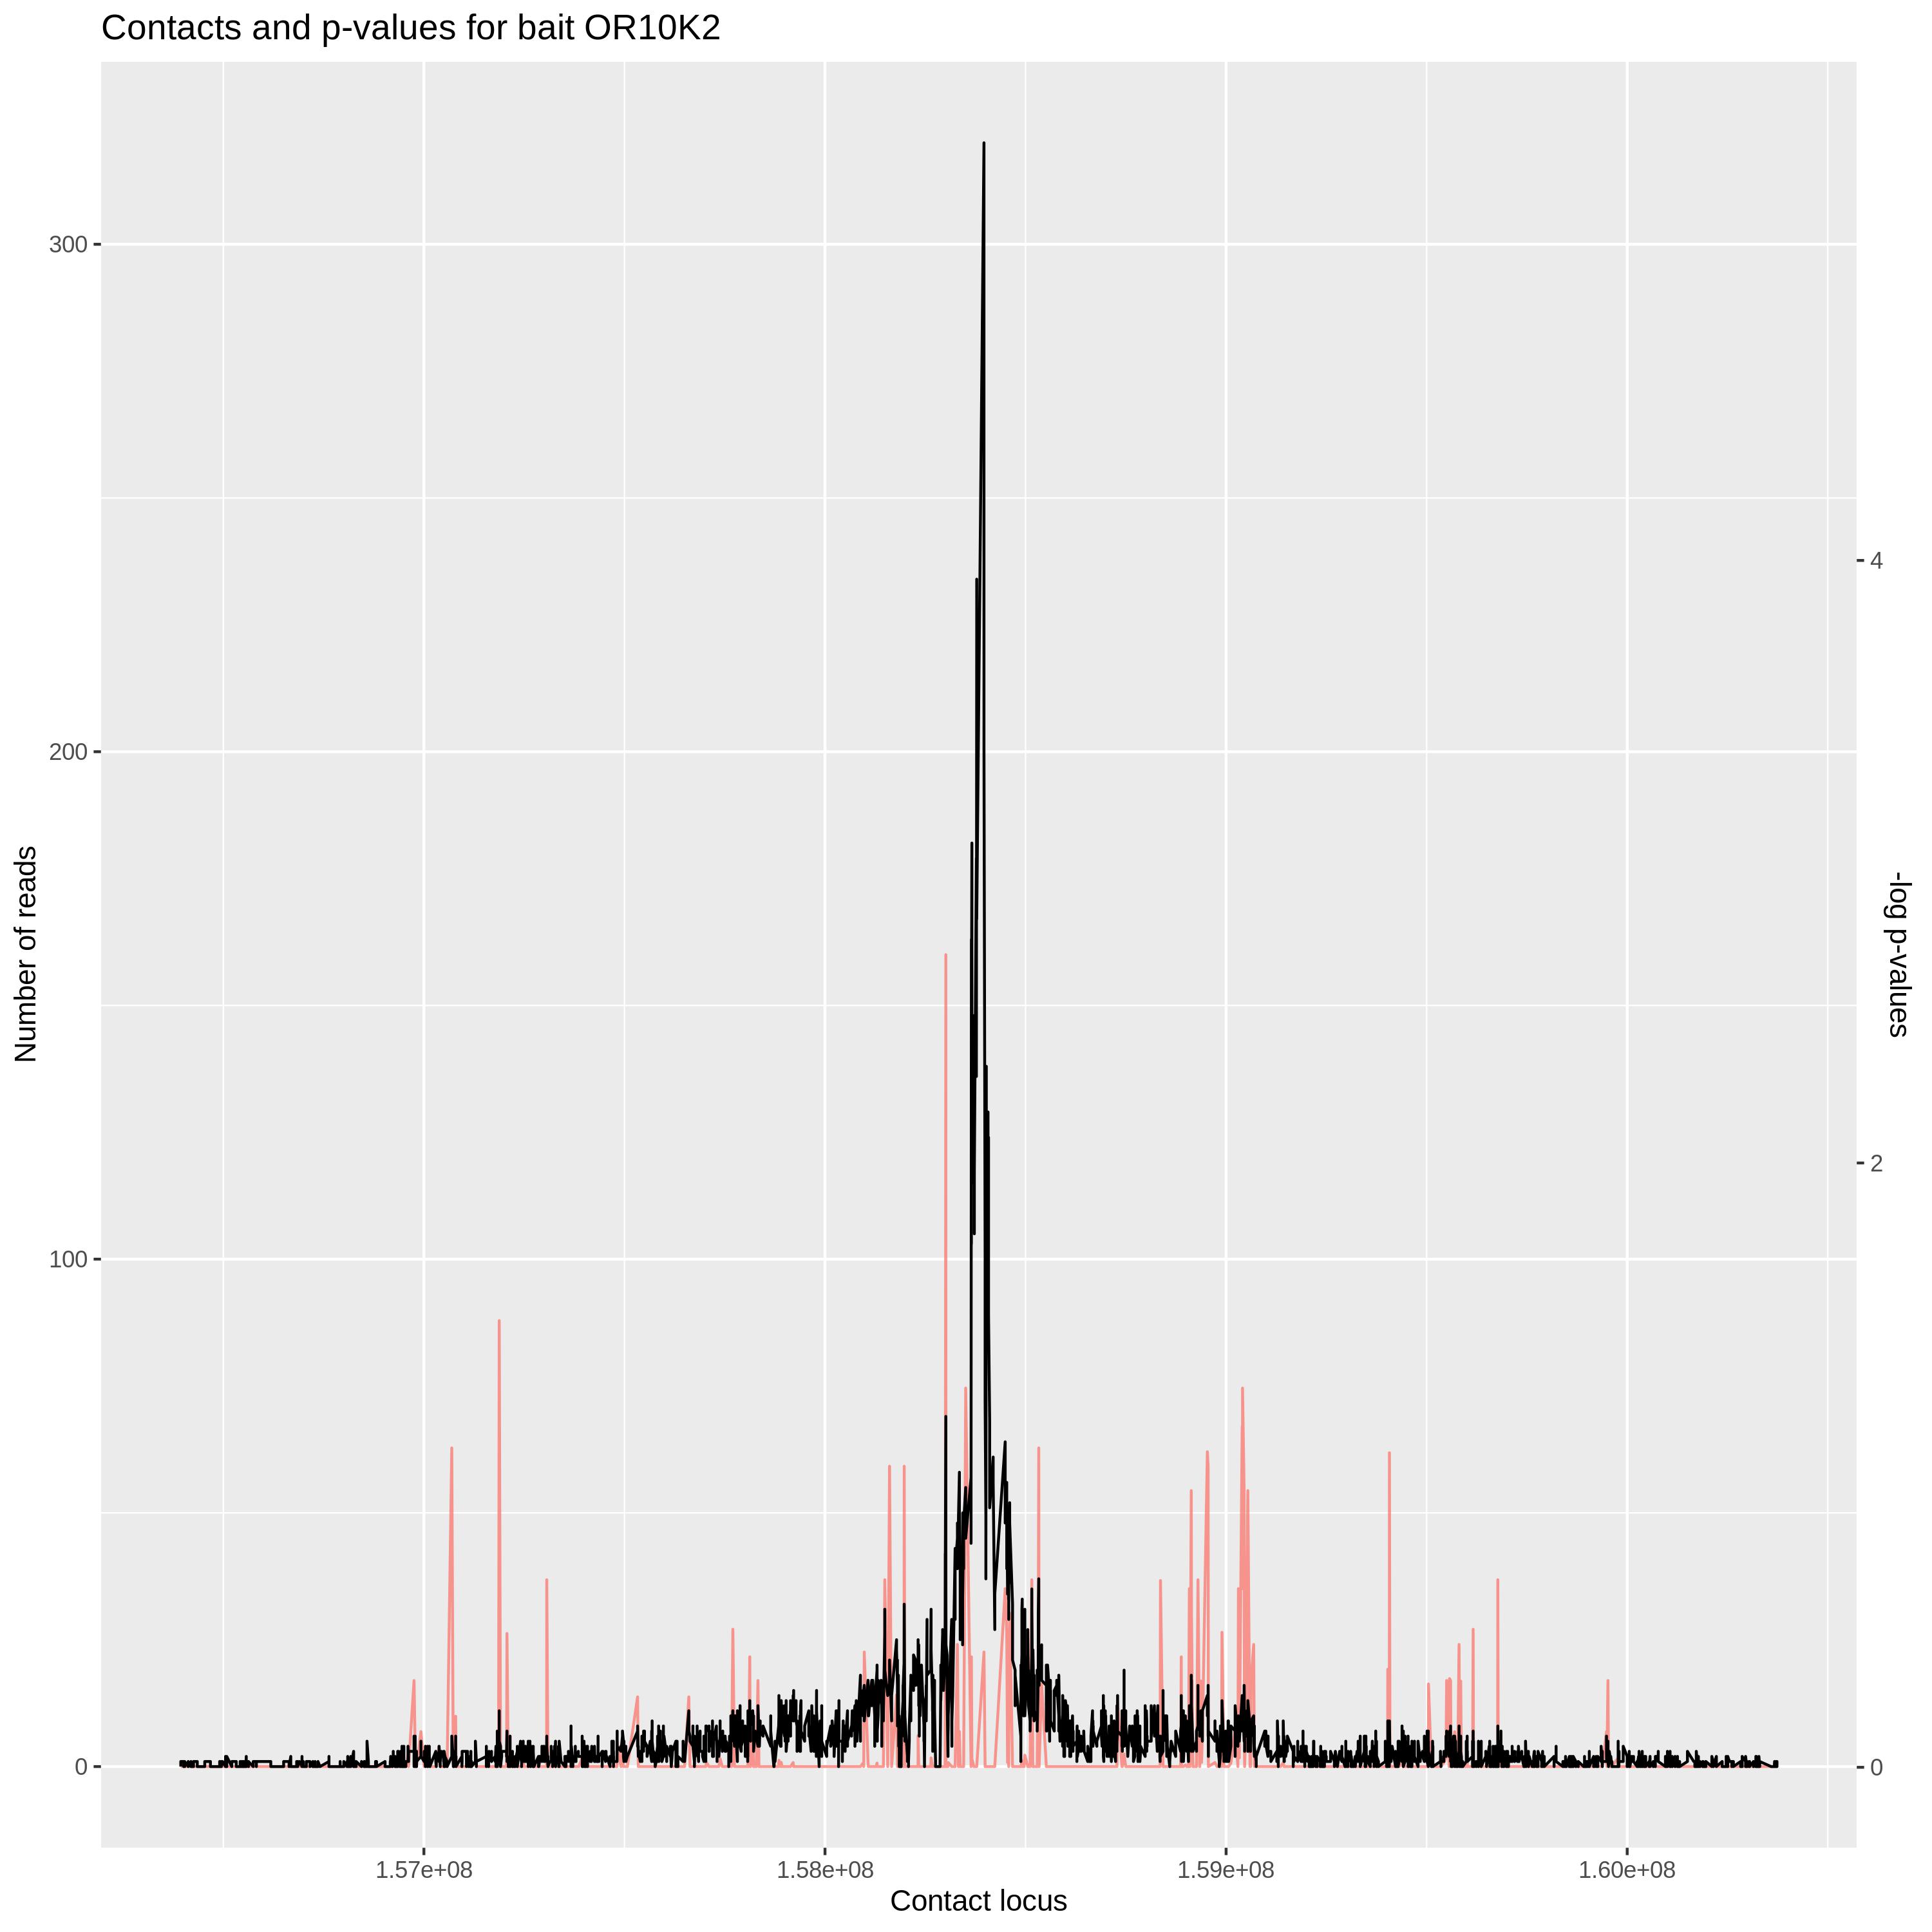 Contacts and p-values for bait OR10K2
300
200
100
0
Number of reads
4
2
0
-log p-values
1.57e+08 1.58e+08 1.59e+08 1.60e+08
Contact locus